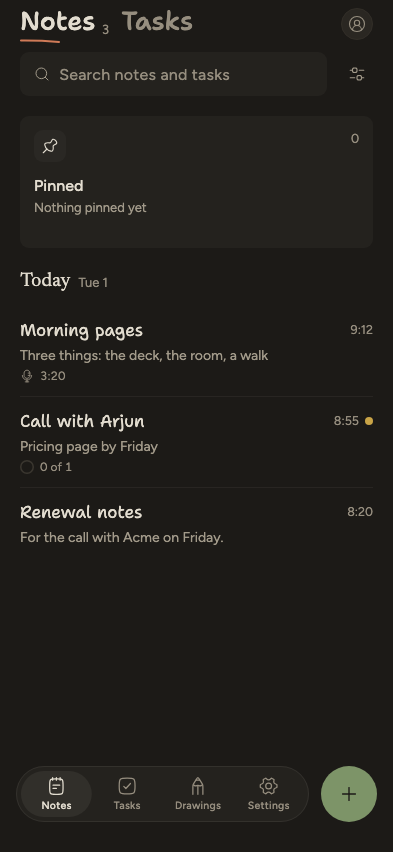 Notes 3 Tasks
Search notes and tasks
0
Pinned
Nothing pinned yet
Today Tue 1
Morning pages 9:12
Three things: the deck, the room, a walk
3:20
Call with Arjun 8:55
Pricing page by Friday
0 of 1
Renewal notes 8:20
For the call with Acme on Friday.
Notes Tasks Drawings Settings